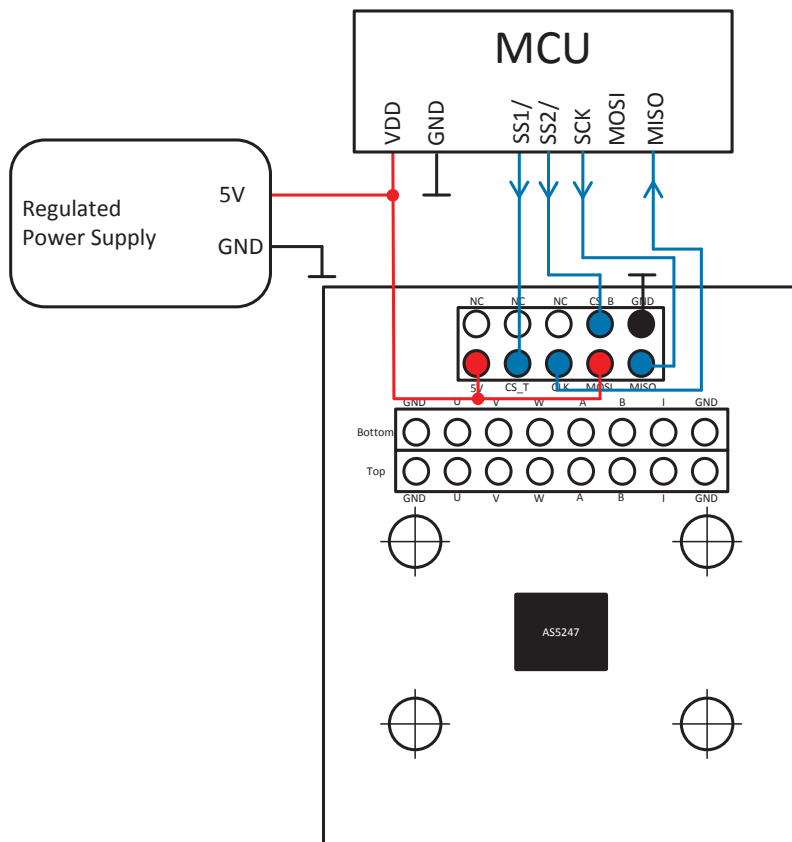 MCU
VDD
GND
SS1/
SS2/
SCK
MOSI
MISO
Regulated
Power Supply
5V
GND
NC NC NC CS_B GND
5V CS_T CLK MOSI MISO
GND U V W A B I GND
Bottom
Top
GND U V W A B I GND
AS5247